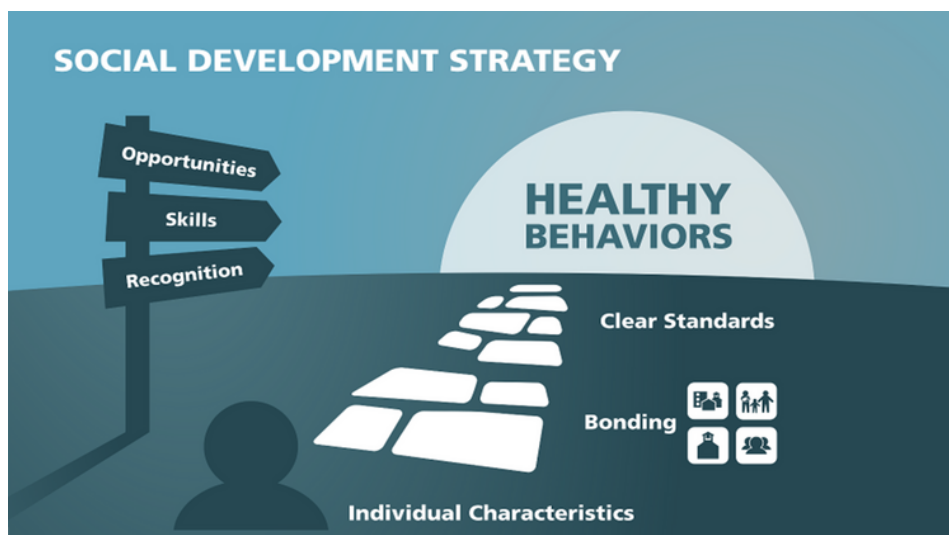 SOCIAL DEVELOPMENT STRATEGY
Opportunities
Skills
Recognition
HEALTHY
BEHAVIORS
Clear Standards
Bonding
Individual Characteristics